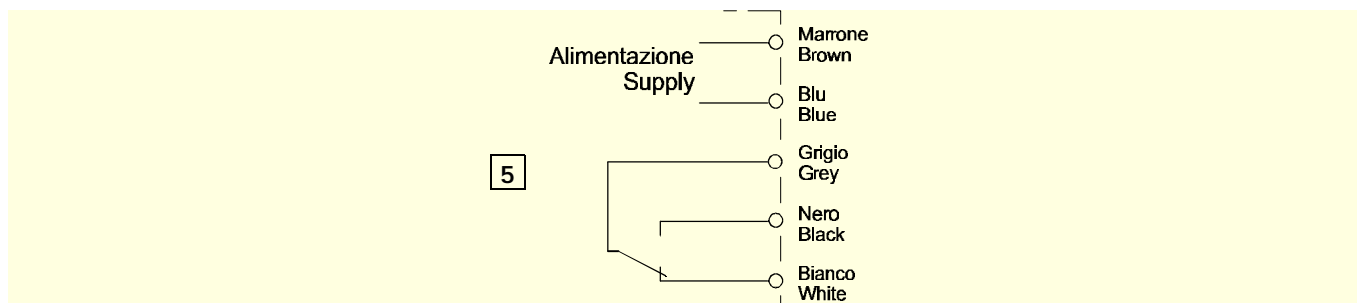 Marrone
Brown
Alimentazione
Supply
Blu
Blue
Grigio
Grey
5
Nero
Black
Bianco
White